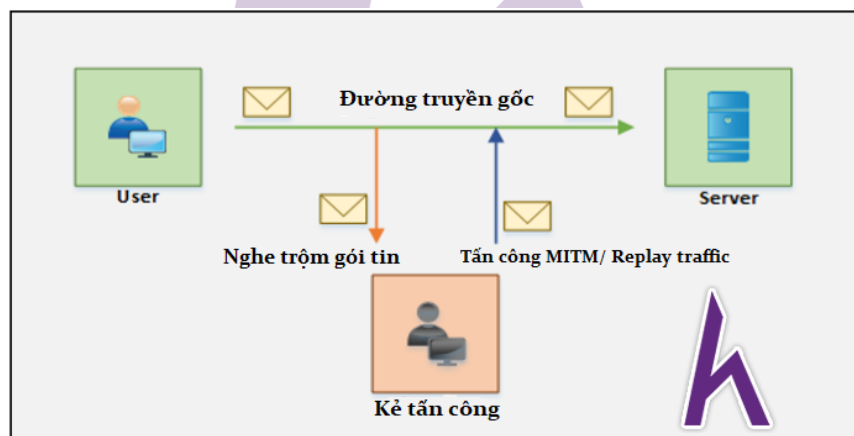 Đường truyền gốc
User
Server
Nghe trộm gói tin
Tấn công MITM/ Replay traffic
Kẻ tấn công